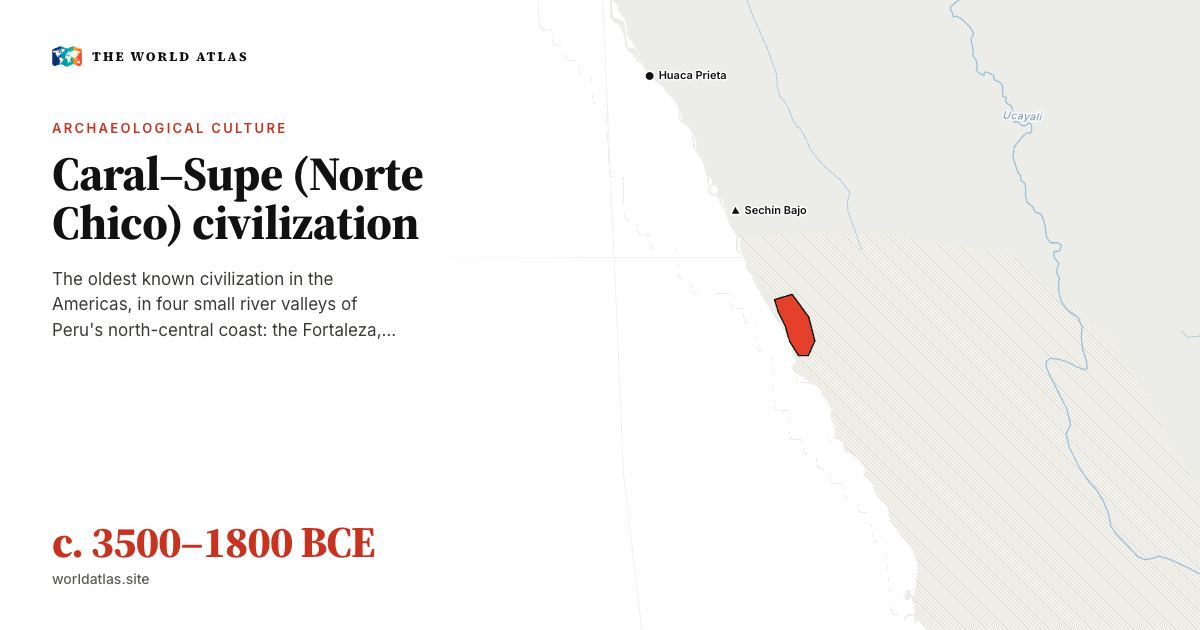 THE WORLD ATLAS
ARCHAEOLOGICAL CULTURE
Caral–Supe (Norte
Chico) civilization
The oldest known civilization in the
Americas, in four small river valleys of
Peru's north-central coast: the Fortaleza,...
c. 3500–1800 BCE
worldatlas.site
Huaca Prieta
Ucayali
Sechín Bajo